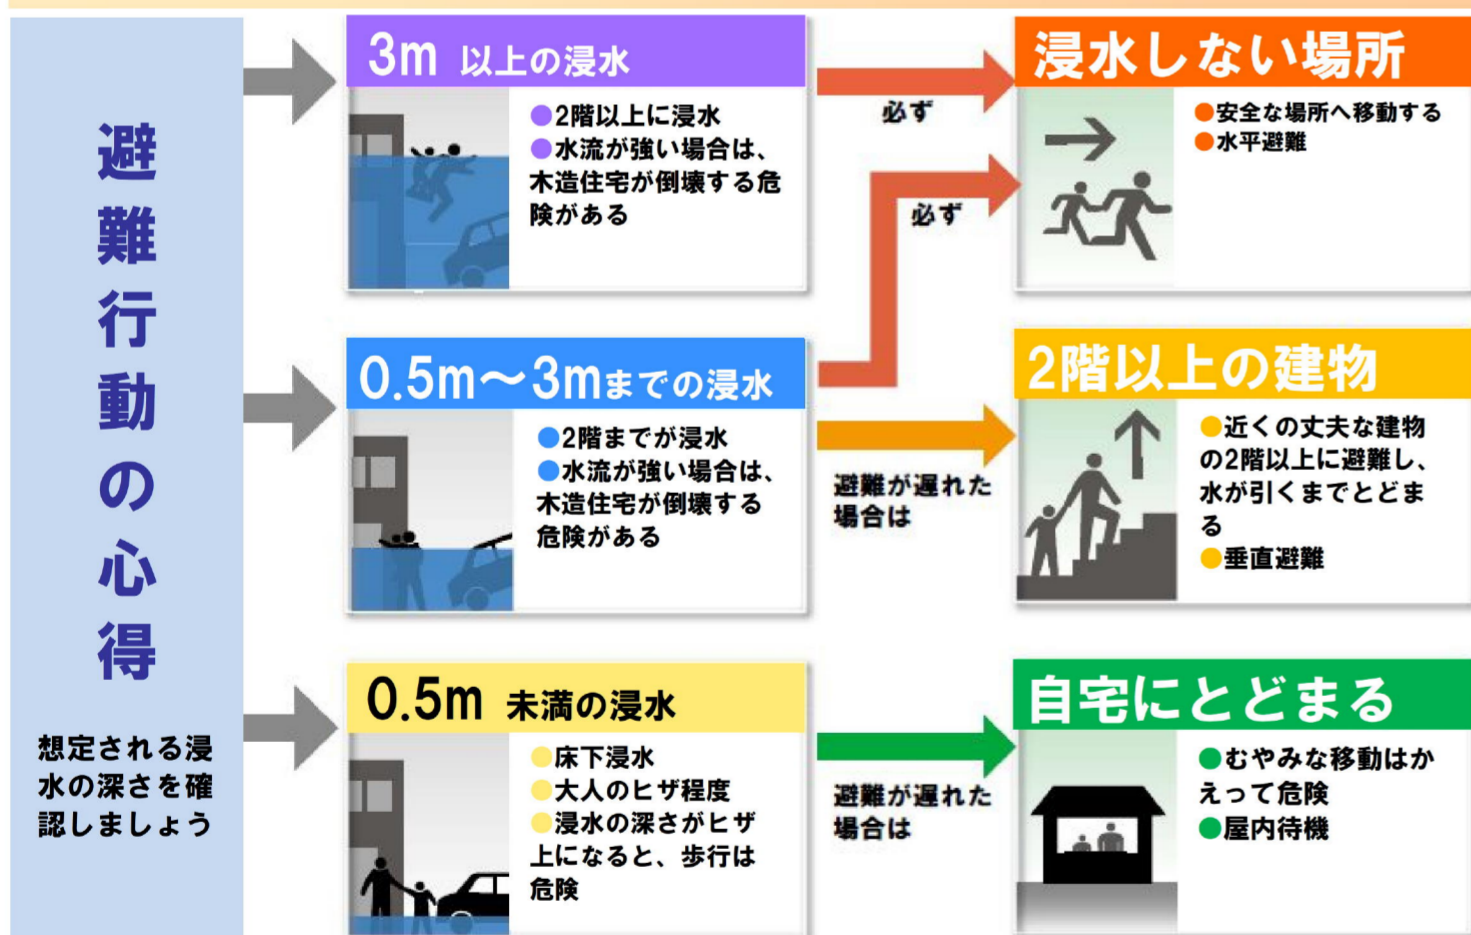 避難行動の心得
想定される浸
水の深さを確
認しましょう
3m 以上の浸水
●2階以上に浸水
●水流が強い場合は、
木造住宅が倒壊する危
険がある
必ず
浸水しない場所
●安全な場所へ移動する
●水平避難
0.5m～3mまでの浸水
●2階までが浸水
●水流が強い場合は、
木造住宅が倒壊する
危険がある
必ず
避難が遅れた
場合は
2階以上の建物
●近くの丈夫な建物
の2階以上に避難し、
水が引くまでとどま
る
●垂直避難
0.5m 未満の浸水
●床下浸水
●大人のヒザ程度
●浸水の深さがヒザ
上になると、歩行は
危険
避難が遅れた
場合は
自宅にとどまる
●むやみな移動はか
えって危険
●屋内待機